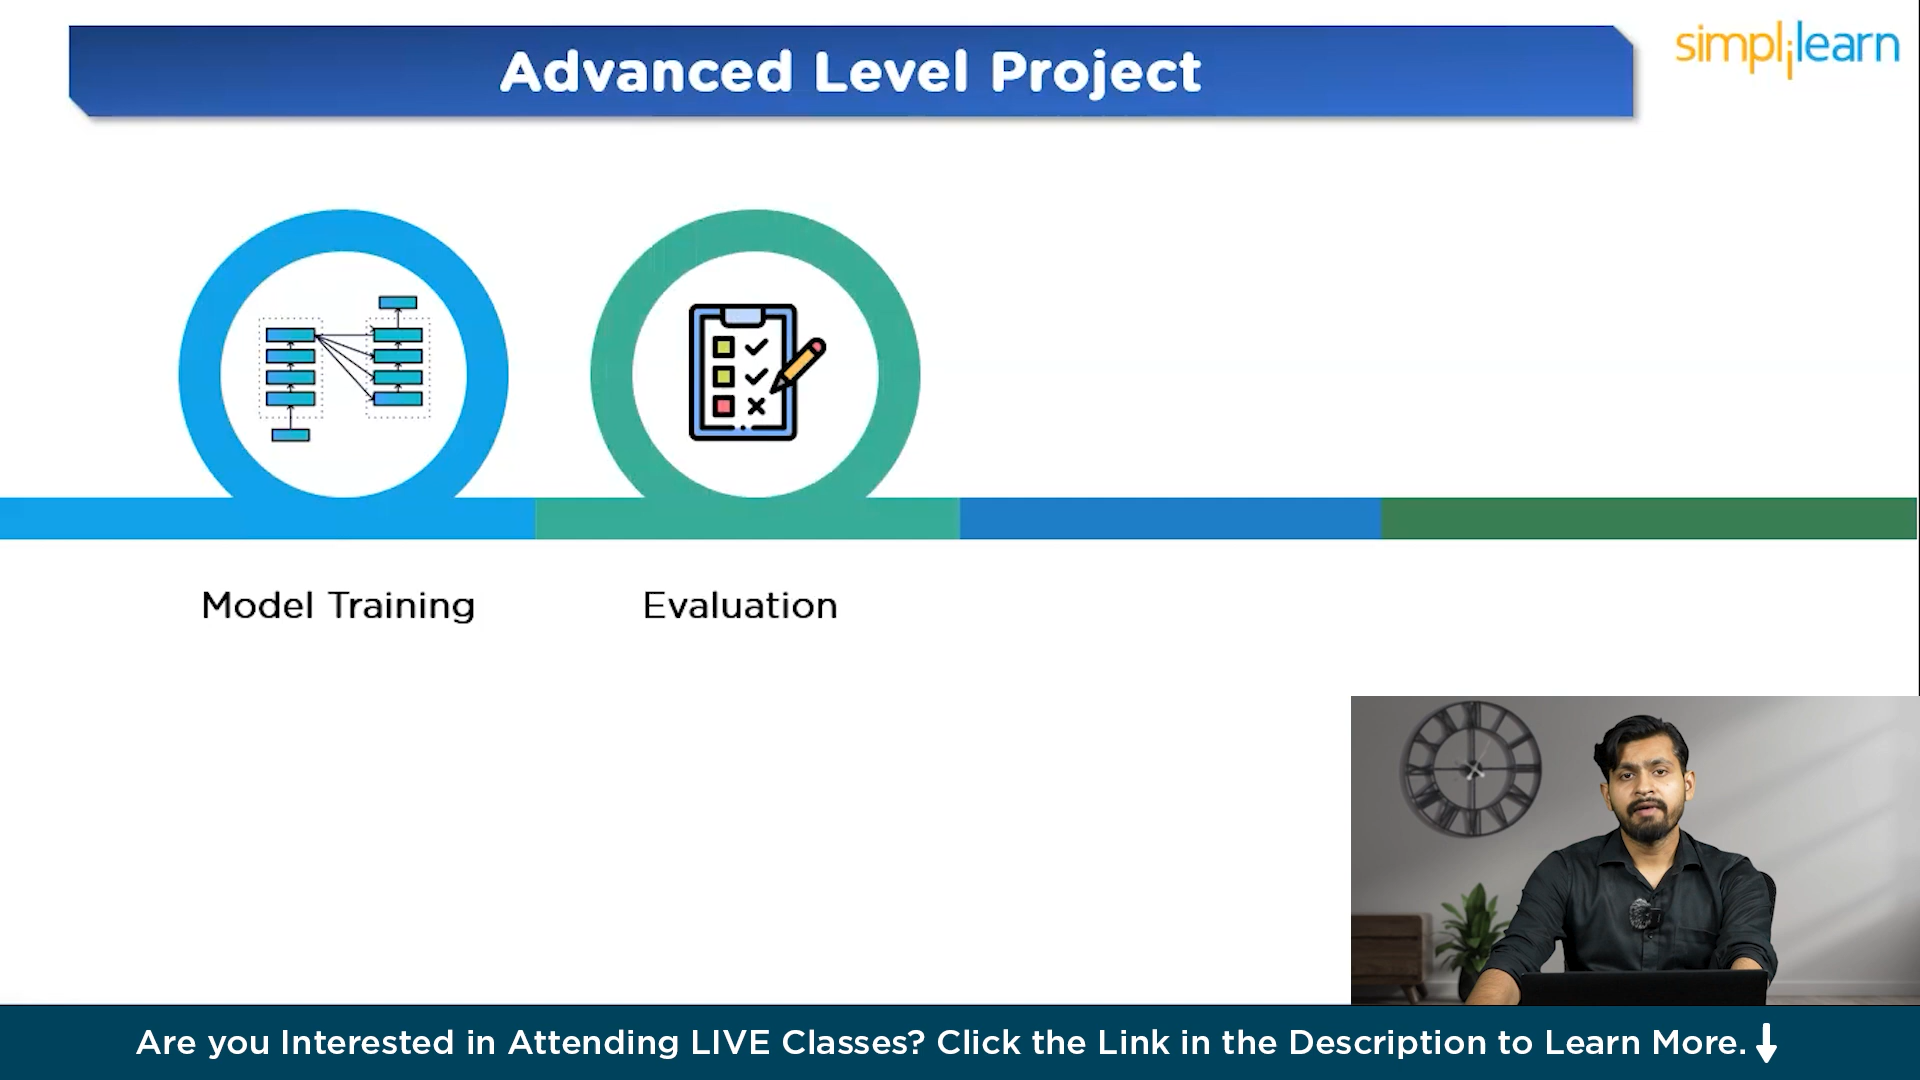 Advanced Level Project
simplilearn
Model Training
Evaluation
Are you Interested in Attending LIVE Classes? Click the Link in the Description to Learn More.